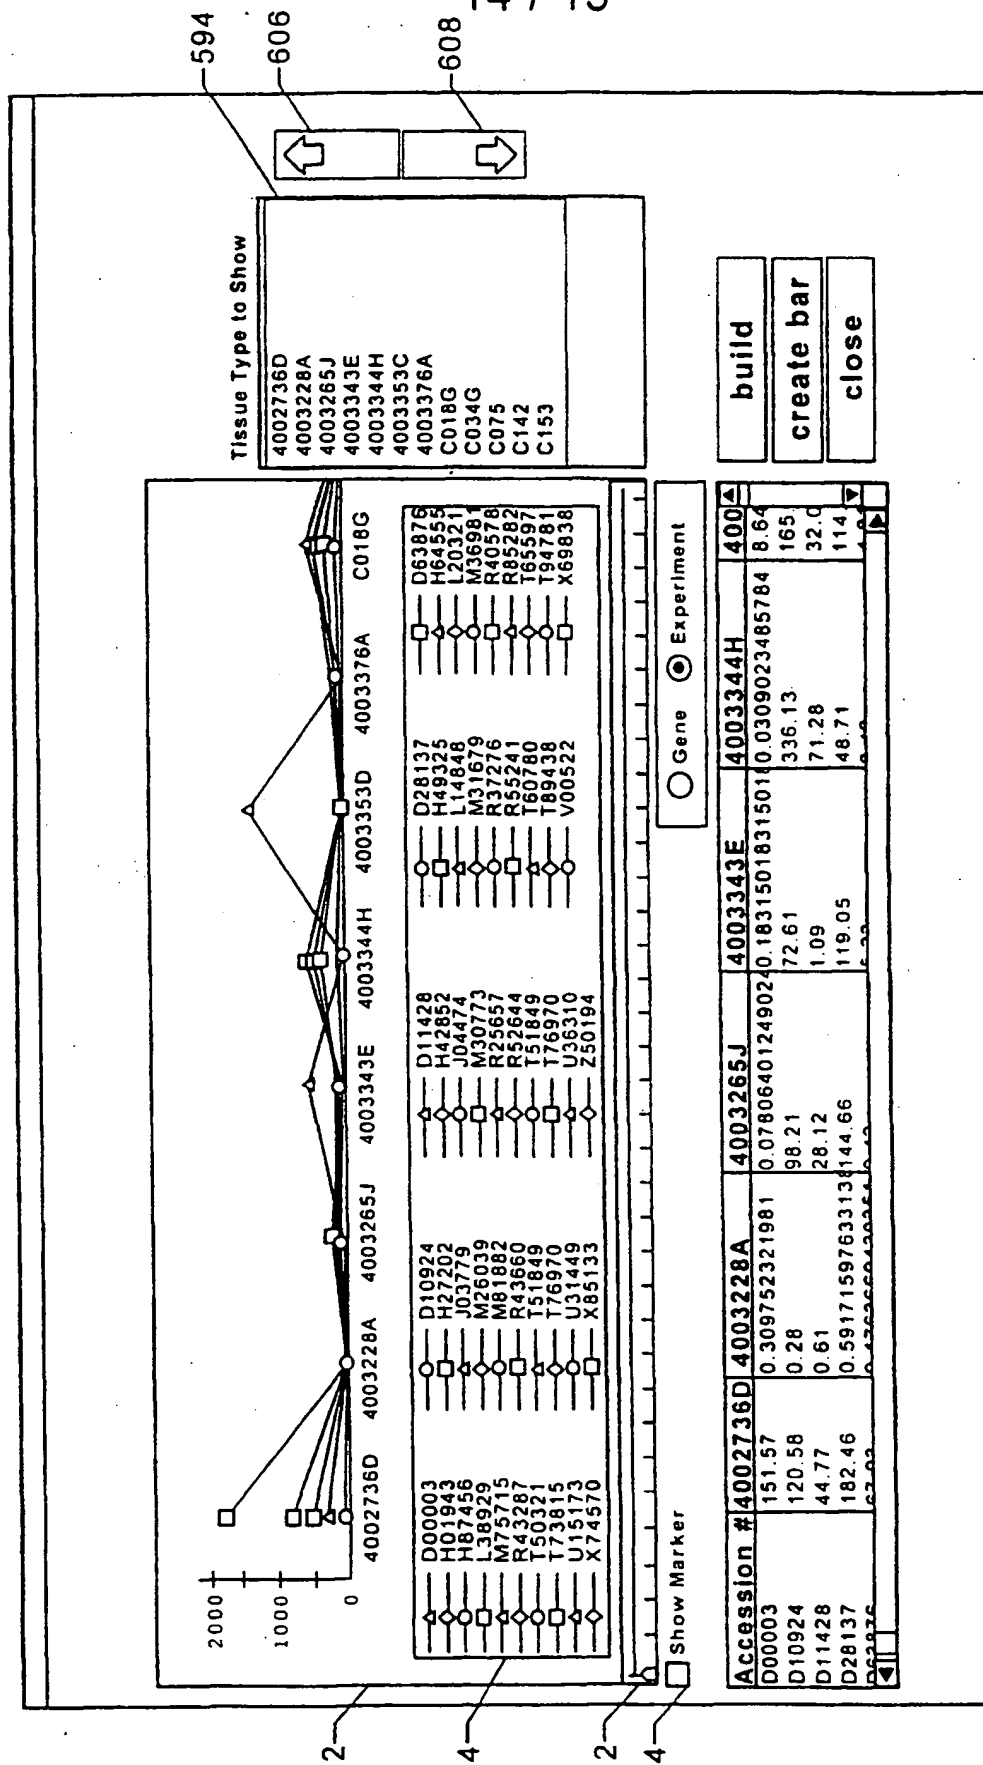 594
606
608
Tissue Type to Show
4002736D
4003228A
4003265J
4003343E
4003344H
4003353C
4003376A
C018G
C034G
C075
C142
C153
2000
1000
0
4002736D 4003228A 4003265J 4003343E 4003344H 4003353D 4003376A C018G
D00003 D10924 D11428 D28137 D63876
H01943 H27202 H42852 H49325 H64555
H87456 J03779 J04474 L14848 L20321
L38929 M26039 M30773 M31679 M36981
M75715 M81882 R25657 R37276 R40578
R43287 R43660 R52644 R55241 R85282
T50321 T51849 T51849 T60780 T65597
T73815 T76970 T76970 T89438 T94781
U15173 U31449 U36310 V00522 X69838
X74570 X85133 Z50194
2
4
2
4
Show Marker
Gene Experiment
build
create bar
close
Accession # 4002736D 4003228A 4003265J 4003343E 4003344H 400
D00003 151.57 0.309752321981 0.0780640124902 40.183150183150183150180.0309023485784 8.64
D10924 120.58 0.28 98.21 72.61 336.13 165.
D11428 44.77 0.61 28.12 1.09 71.28 32.0
D28137 182.46 0.59171597633138 144.66 119.05 48.71 114